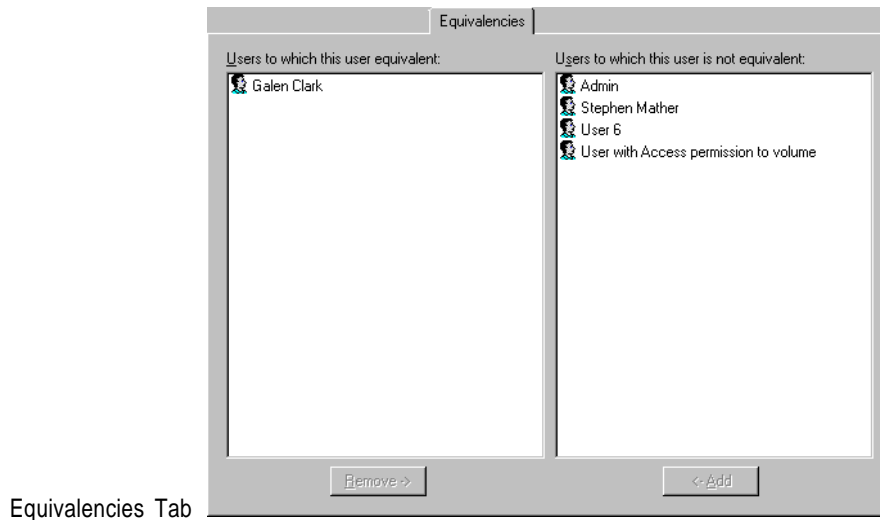 Equivalencies
Users to which this user equivalent:
Galen Clark
Users to which this user is not equivalent:
Admin
Stephen Mather
User 6
User with Access permission to volume
Remove ->
<- Add
Equivalencies Tab